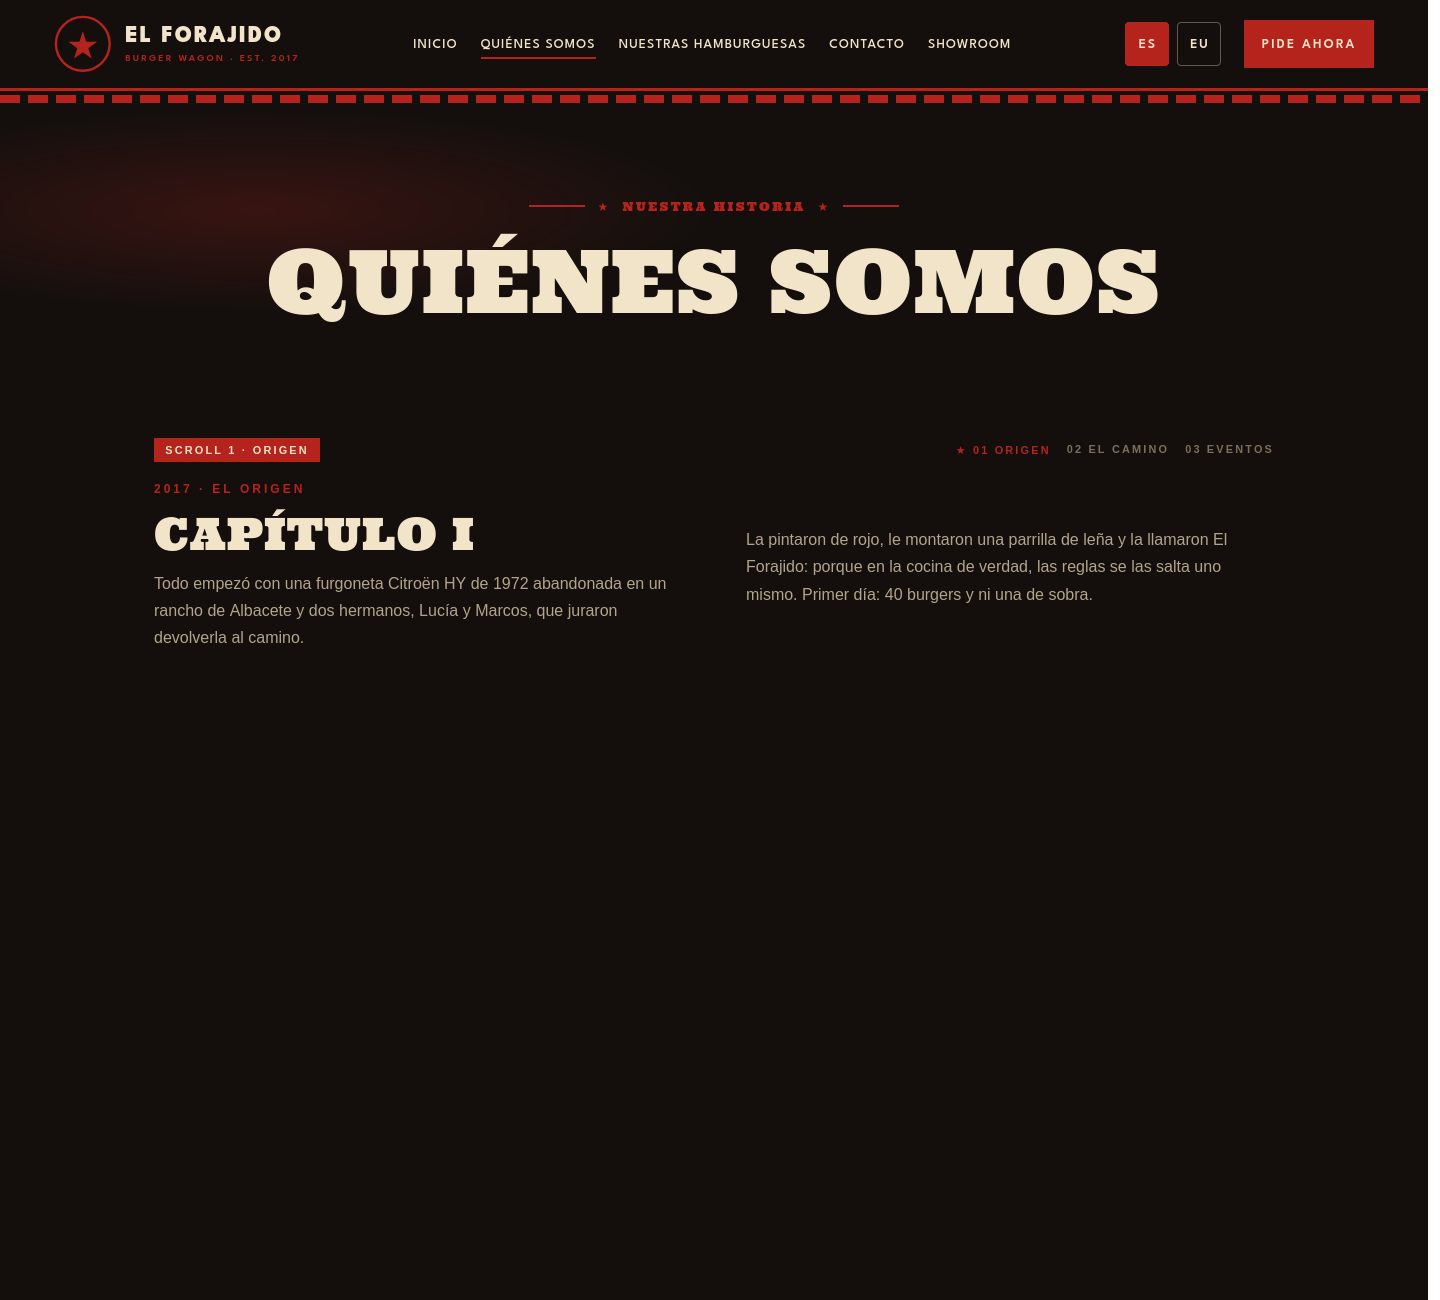 EL FORAJIDO
BURGER WAGON · EST. 2017
INICIO QUIÉNES SOMOS NUESTRAS HAMBURGUESAS CONTACTO SHOWROOM
ES EU PIDE AHORA
★ NUESTRA HISTORIA ★
QUIÉNES SOMOS
SCROLL 1 · ORIGEN
★ 01 ORIGEN 02 EL CAMINO 03 EVENTOS
2017 · EL ORIGEN
CAPÍTULO I
Todo empezó con una furgoneta Citroën HY de 1972 abandonada en un
rancho de Albacete y dos hermanos, Lucía y Marcos, que juraron
devolverla al camino.
La pintaron de rojo, le montaron una parrilla de leña y la llamaron El
Forajido: porque en la cocina de verdad, las reglas se las salta uno
mismo. Primer día: 40 burgers y ni una de sobra.